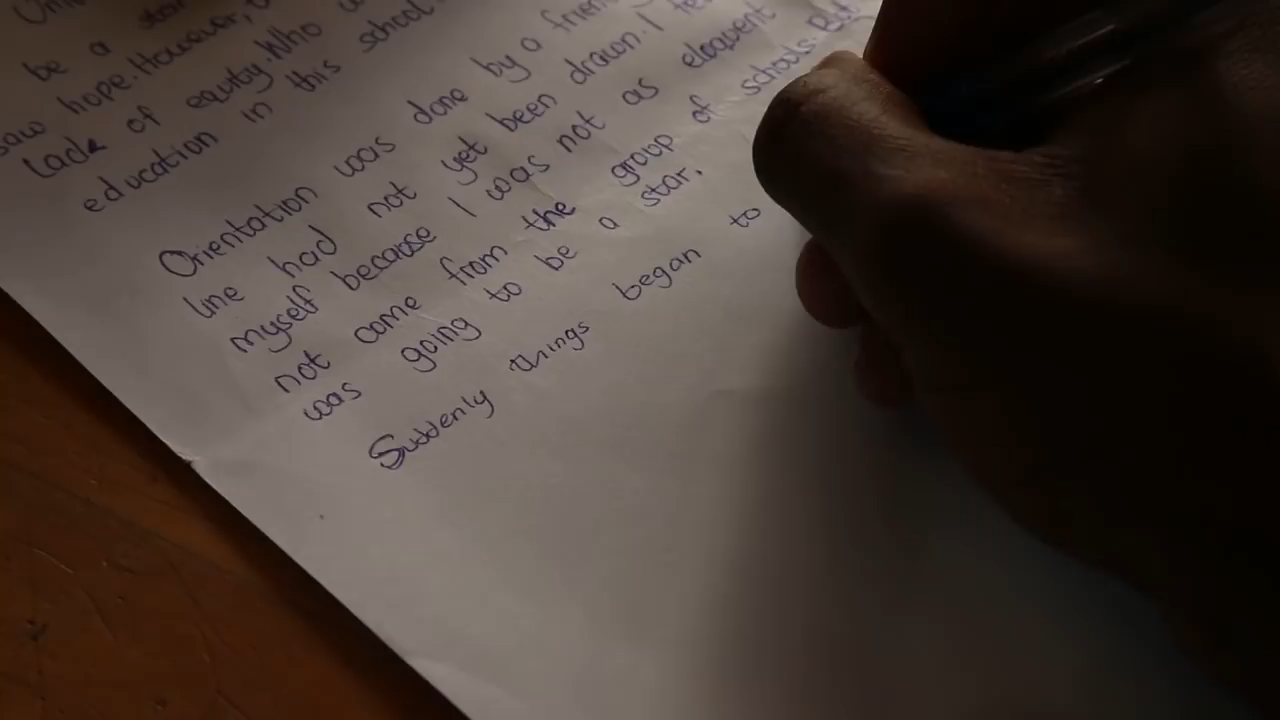 be a star
saw hope. However,
lack of equity. Who
education in this school
Orientation was done by a friend
line had not yet been drawn. I
myself because I was not as eloquent
not come from the group of schools. But
was going to be a star.
Suddenly things began to